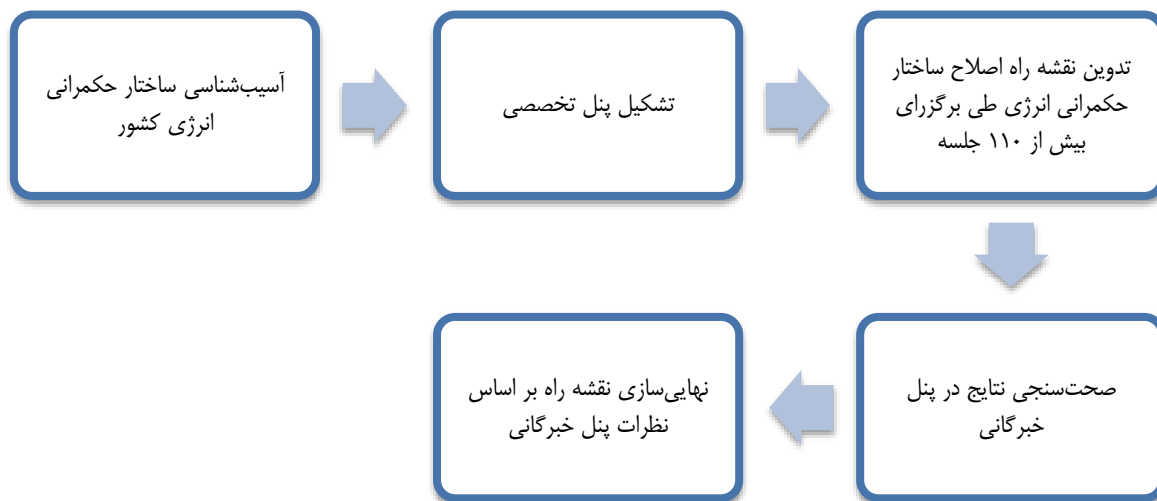 آسیب‌شناسی ساختار حکمرانی
انرژی کشور
تشکیل پنل تخصصی
تدوین نقشه راه اصلاح ساختار
حکمرانی انرژی طی برگزرای
بیش از ۱۱۰ جلسه
صحت‌سنجی نتایج در پنل
خبرگانی
نهایی‌سازی نقشه راه بر اساس
نظرات پنل خبرگانی